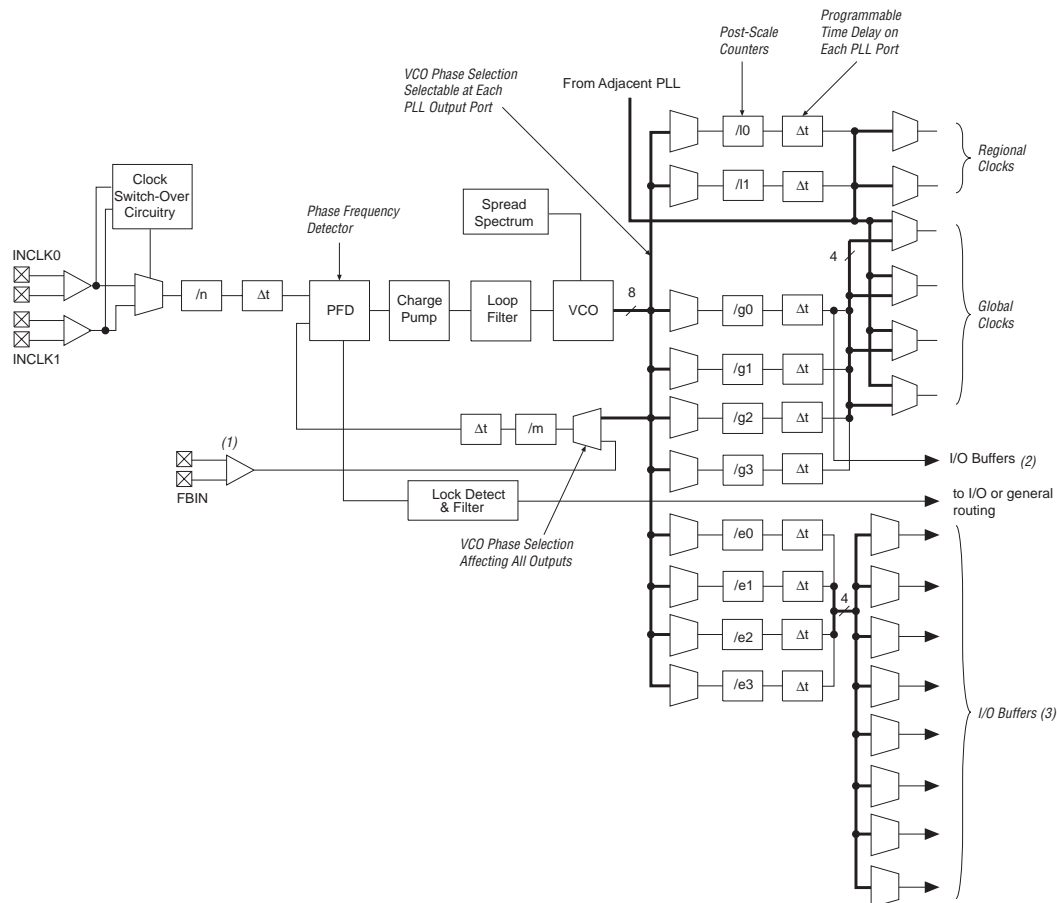 Programmable
Time Delay on
Each PLL Port
Post-Scale
Counters
VCO Phase Selection
Selectable at Each
PLL Output Port
From Adjacent PLL
/l0
Δt
Regional
Clocks
/l1
Δt
Clock
Switch-Over
Circuitry
Phase Frequency
Detector
Spread
Spectrum
4
INCLK0
/n
Δt
PFD
Charge
Pump
Loop
Filter
VCO
8
/g0
Δt
Global
Clocks
INCLK1
/g1
Δt
Δt
/m
/g2
Δt
(1)
FBIN
/g3
Δt
I/O Buffers (2)
Lock Detect
& Filter
to I/O or general
routing
VCO Phase Selection
Affecting All Outputs
/e0
Δt
/e1
Δt
4
/e2
Δt
/e3
Δt
I/O Buffers (3)